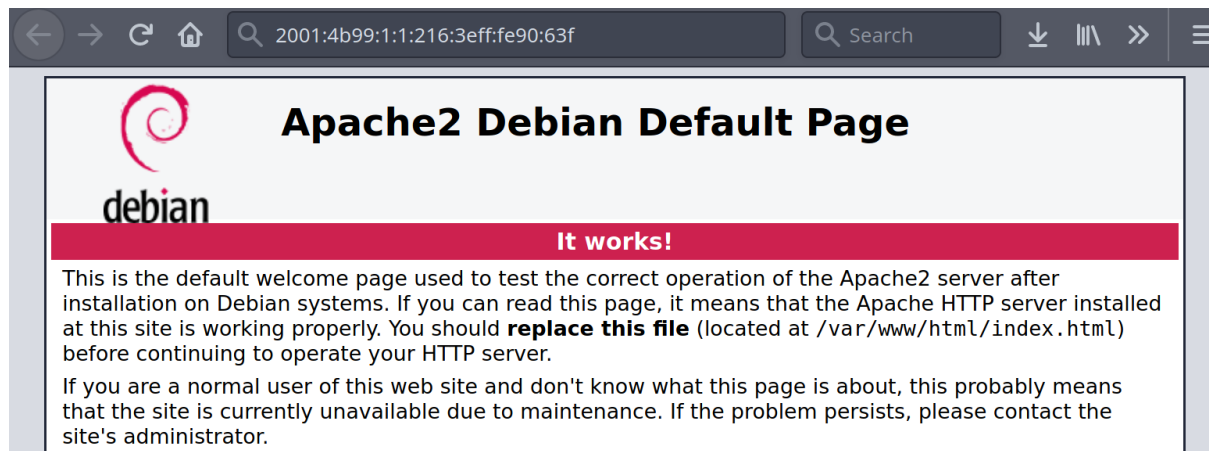 2001:4b99:1:1:216:3eff:fe90:63f
Search
debian
Apache2 Debian Default Page
It works!
This is the default welcome page used to test the correct operation of the Apache2 server after
installation on Debian systems. If you can read this page, it means that the Apache HTTP server installed
at this site is working properly. You should replace this file (located at /var/www/html/index.html)
before continuing to operate your HTTP server.
If you are a normal user of this web site and don't know what this page is about, this probably means
that the site is currently unavailable due to maintenance. If the problem persists, please contact the
site's administrator.